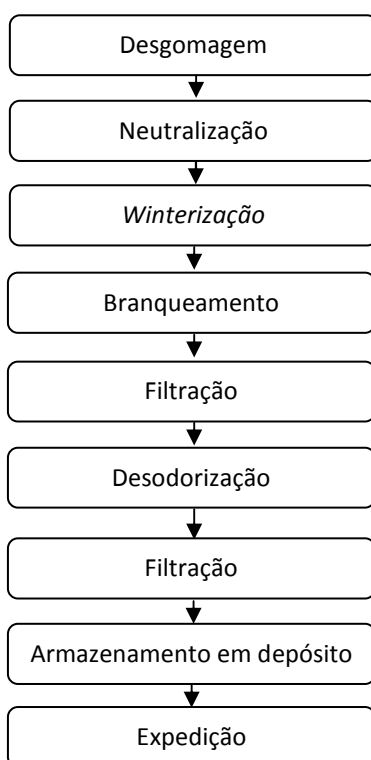 Desgomagem
Neutralização
Winterização
Branqueamento
Filtração
Desodorização
Filtração
Armazenamento em depósito
Expedição